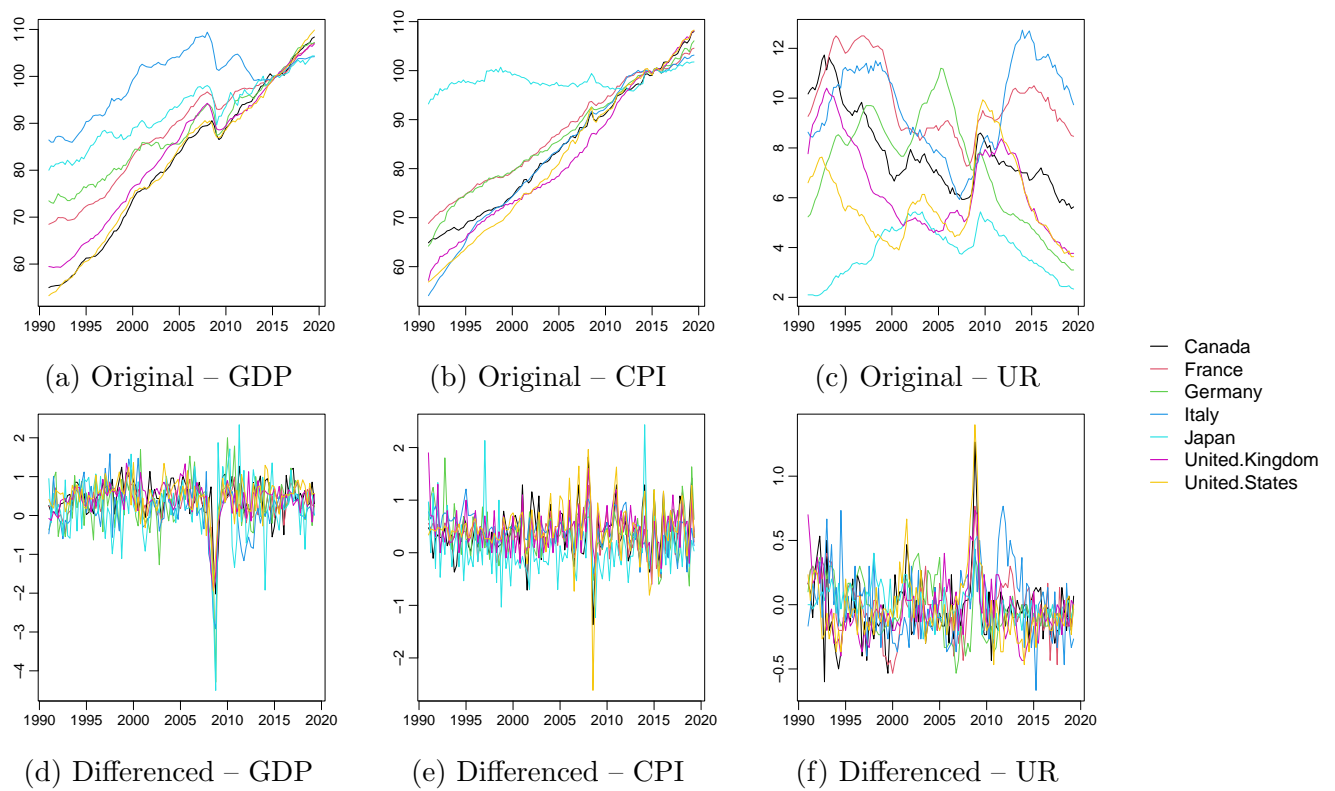 60 70 80 90 100 110
1990 1995 2000 2005 2010 2015 2020
(a) Original – GDP
60 70 80 90 100 110
1990 1995 2000 2005 2010 2015 2020
(b) Original – CPI
2 4 6 8 10 12
1990 1995 2000 2005 2010 2015 2020
(c) Original – UR
-4 -3 -2 -1 0 1 2
1990 1995 2000 2005 2010 2015 2020
(d) Differenced – GDP
-2 -1 0 1 2
1990 1995 2000 2005 2010 2015 2020
(e) Differenced – CPI
-0.5 0.0 0.5 1.0
1990 1995 2000 2005 2010 2015 2020
(f) Differenced – UR
Canada
France
Germany
Italy
Japan
United.Kingdom
United.States